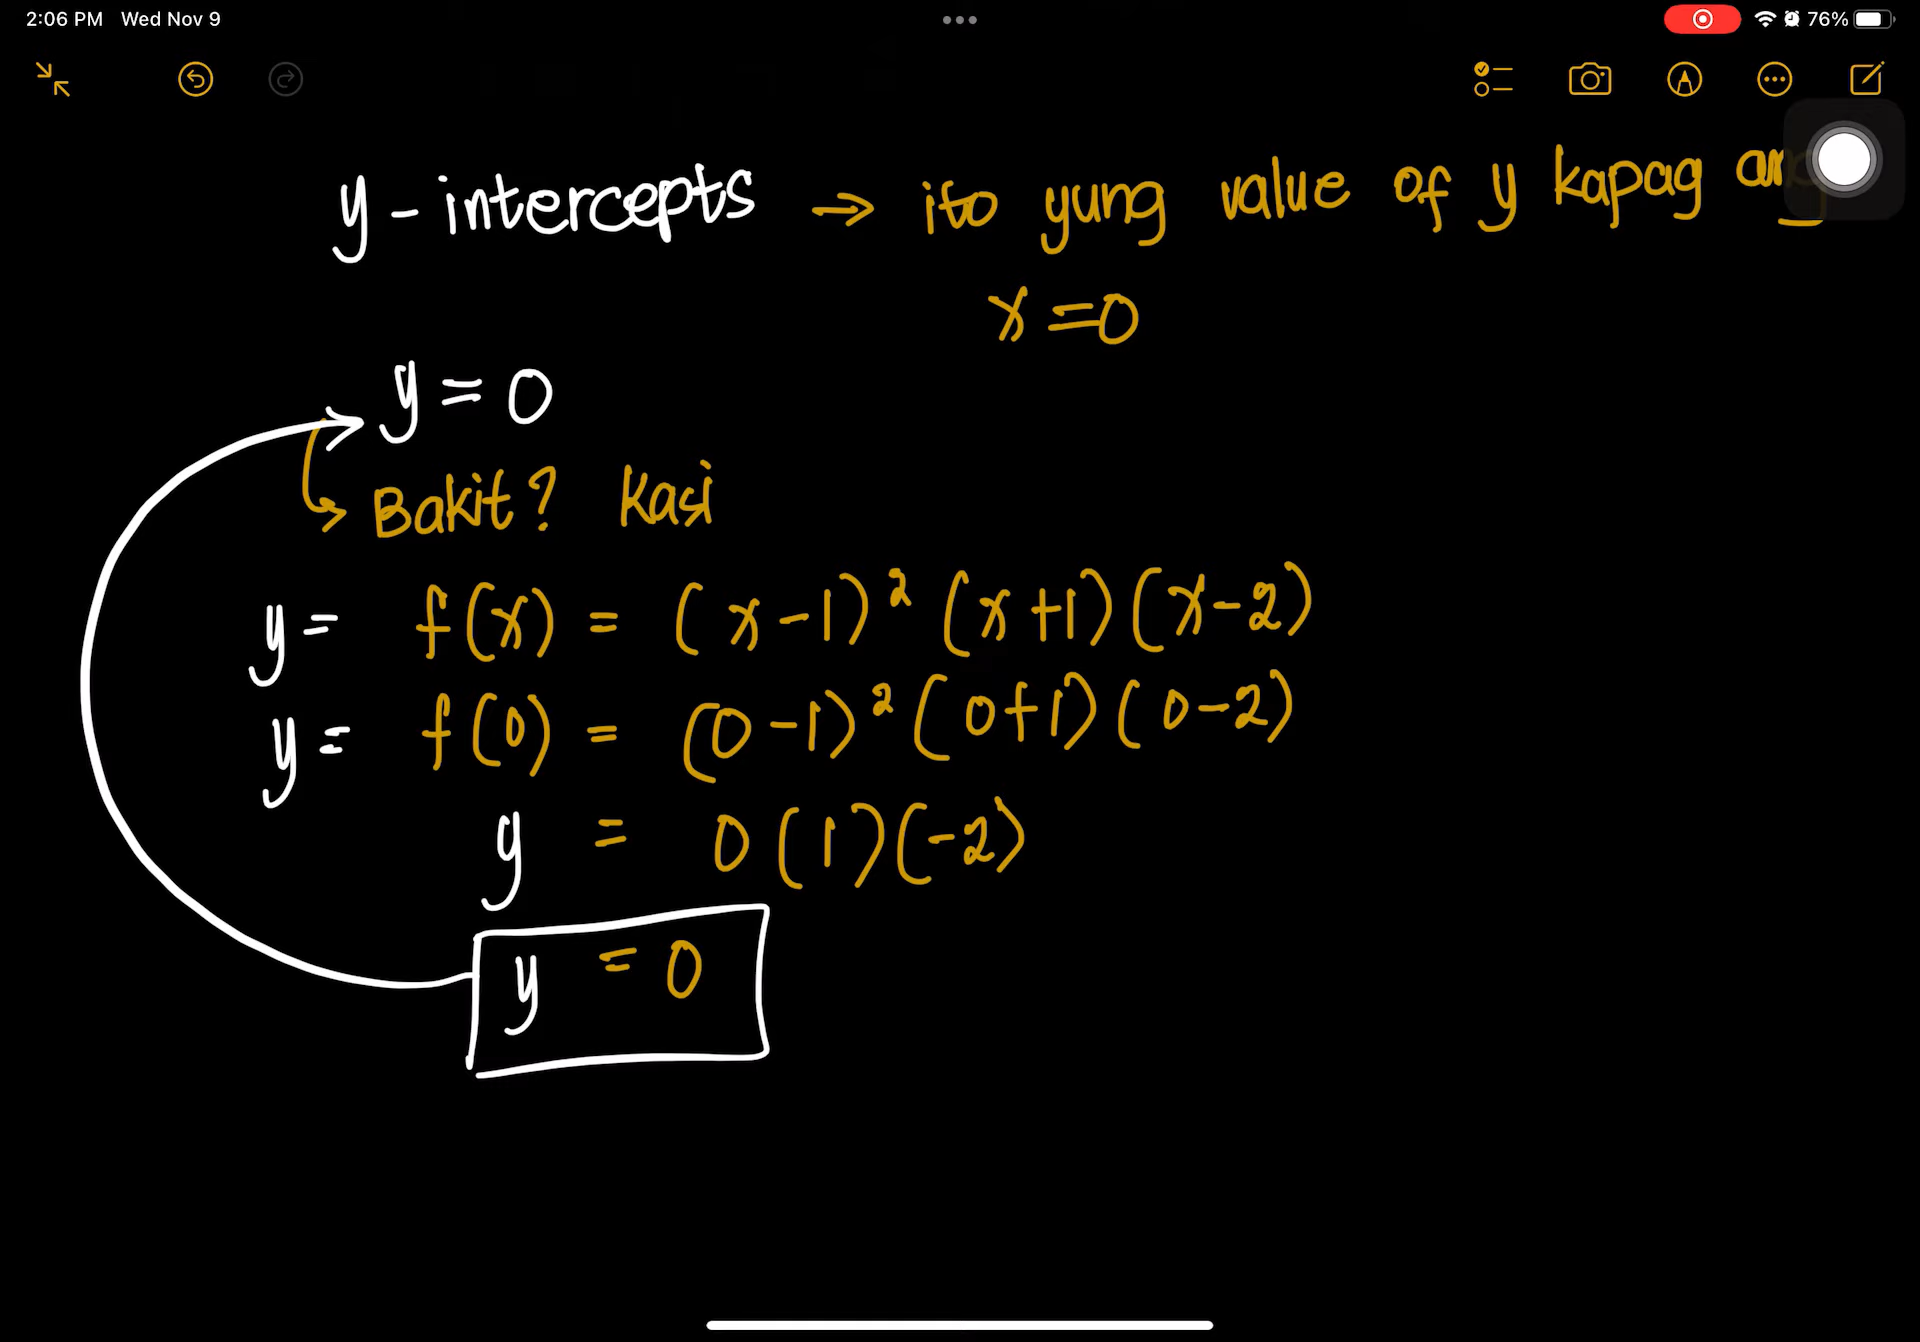 2:06 PM Wed Nov 9
76%
y-intercepts → ito yung value of y kapag ang
x = 0
y = 0
Bakit? Kasi
y = f(x) = (x-1)² (x+1)(x-2)
y = f(0) = (0-1)² (0+1)(0-2)
y = 0(1)(-2)
y = 0